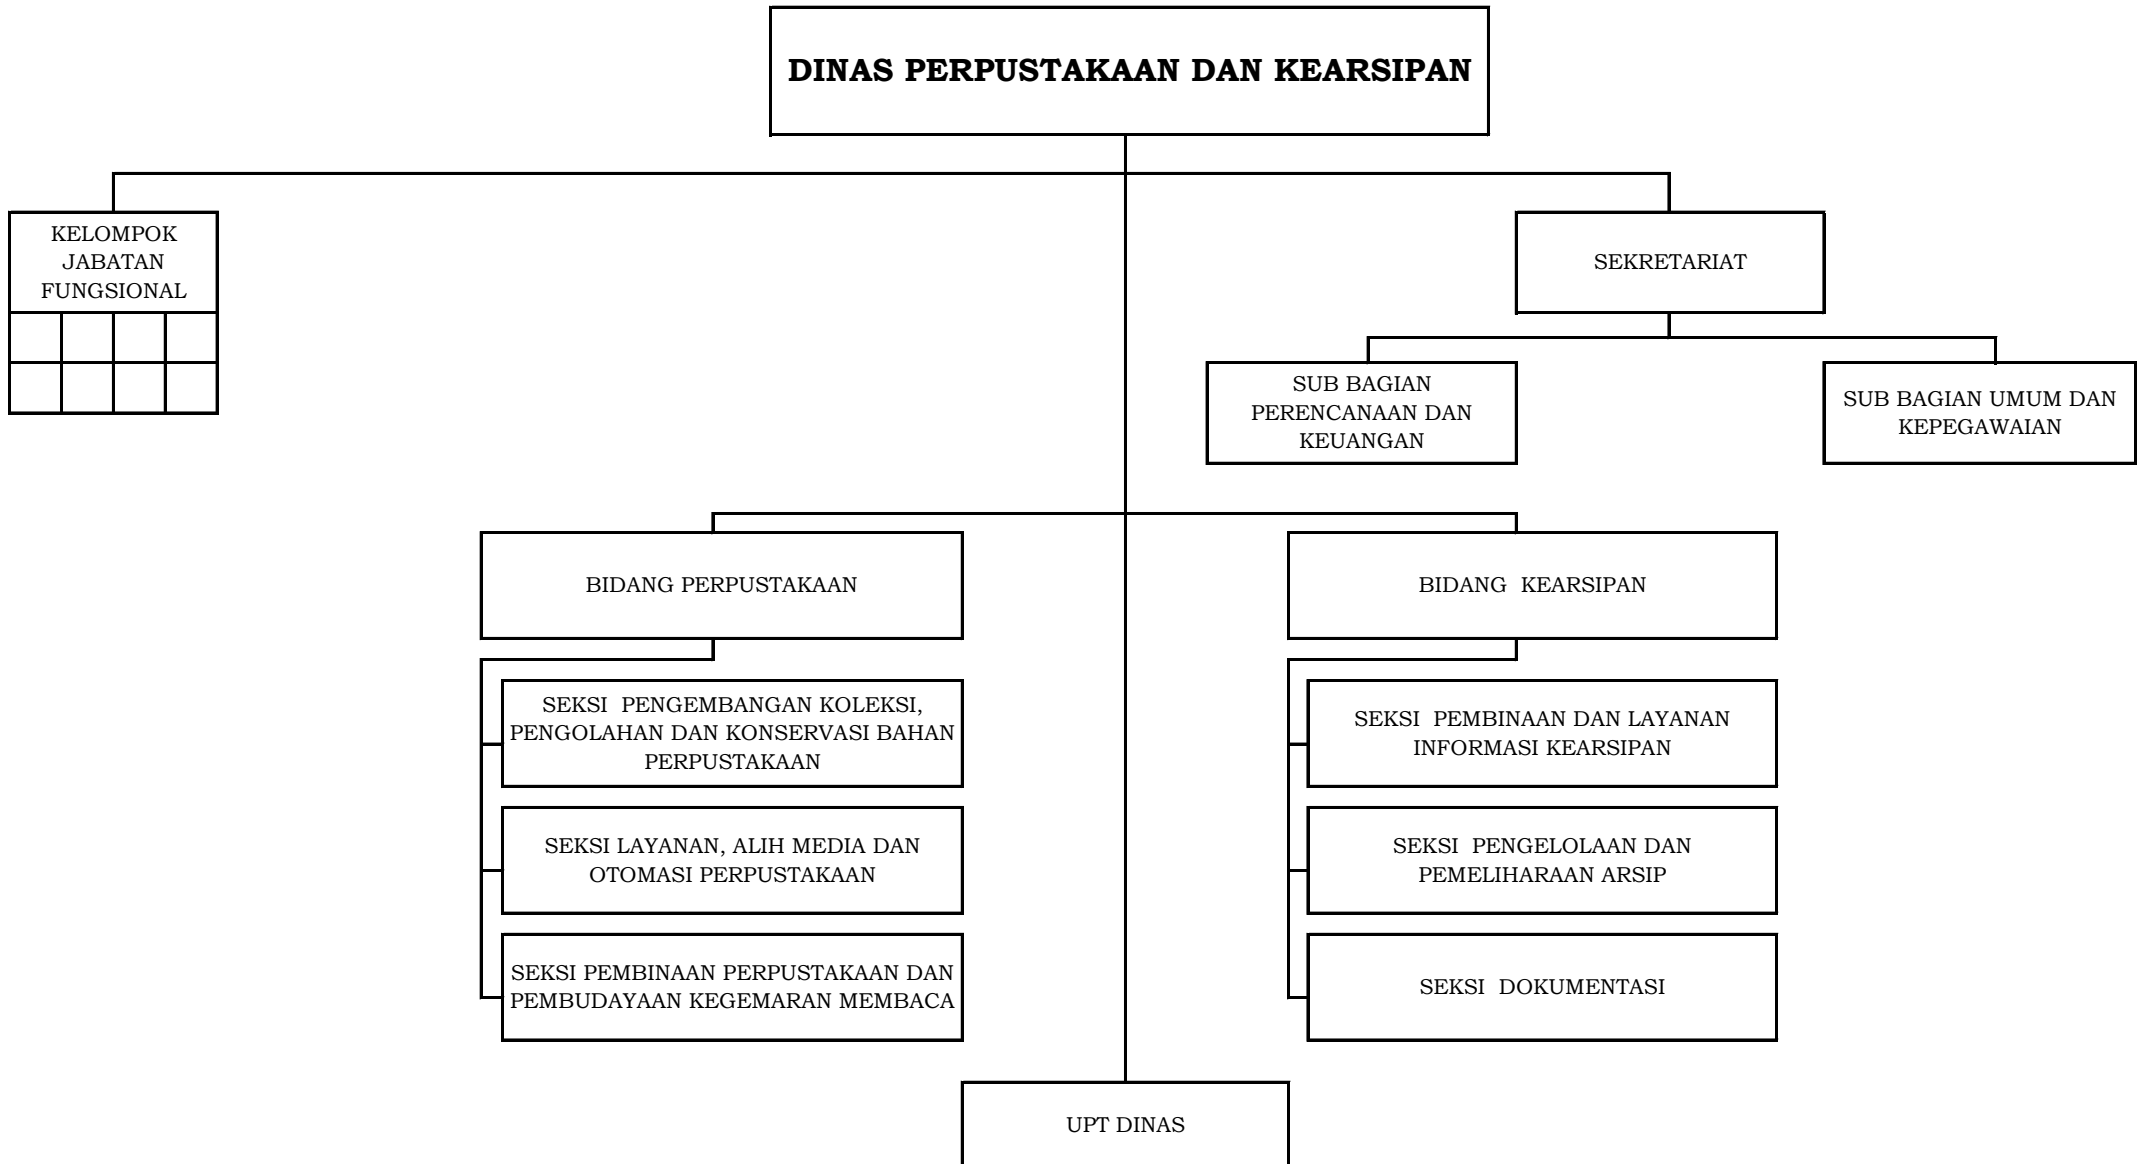 DINAS PERPUSTAKAAN DAN KEARSIPAN
KELOMPOK
JABATAN
FUNGSIONAL
SEKRETARIAT
SUB BAGIAN
PERENCANAAN DAN
KEUANGAN
SUB BAGIAN UMUM DAN
KEPEGAWAIAN
BIDANG PERPUSTAKAAN
BIDANG KEARSIPAN
SEKSI PENGEMBANGAN KOLEKSI,
PENGOLAHAN DAN KONSERVASI BAHAN
PERPUSTAKAAN
SEKSI PEMBINAAN DAN LAYANAN
INFORMASI KEARSIPAN
SEKSI LAYANAN, ALIH MEDIA DAN
OTOMASI PERPUSTAKAAN
SEKSI PENGELOLAAN DAN
PEMELIHARAAN ARSIP
SEKSI PEMBINAAN PERPUSTAKAAN DAN
PEMBUDAYAAN KEGEMARAN MEMBACA
SEKSI DOKUMENTASI
UPT DINAS